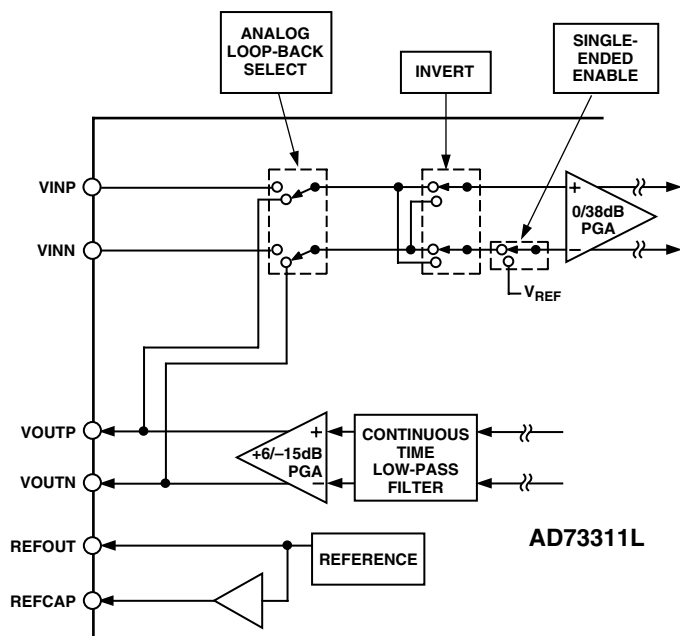 ANALOG
LOOP-BACK
SELECT
INVERT
SINGLE-
ENDED
ENABLE
VINP
VINN
+
0/38dB
PGA
–
VREF
VOUTP
VOUTN
+
+6/–15dB
PGA
–
CONTINUOUS
TIME
LOW-PASS
FILTER
REFOUT
REFCAP
REFERENCE
AD73311L